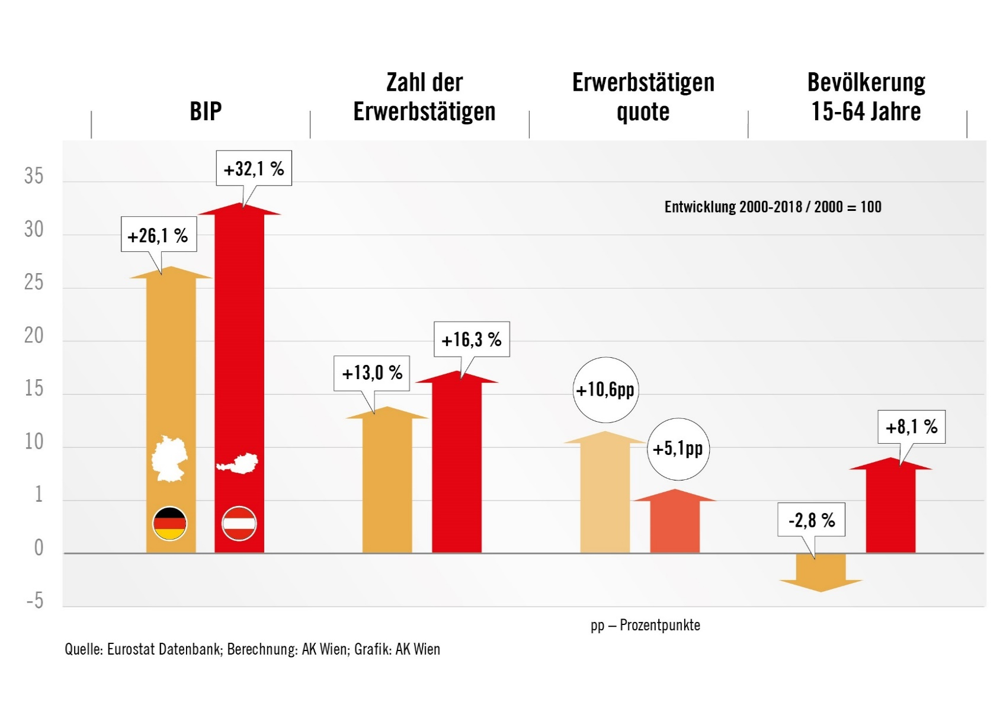 BIP
Zahl der
Erwerbstätigen
Erwerbstätigen
quote
Bevölkerung
15-64 Jahre
35
30
25
20
15
10
1
0
-5
+26,1 %
+32,1 %
+13,0 %
+16,3 %
+10,6pp
+5,1pp
-2,8 %
+8,1 %
Entwicklung 2000-2018 / 2000 = 100
pp – Prozentpunkte
Quelle: Eurostat Datenbank; Berechnung: AK Wien; Grafik: AK Wien